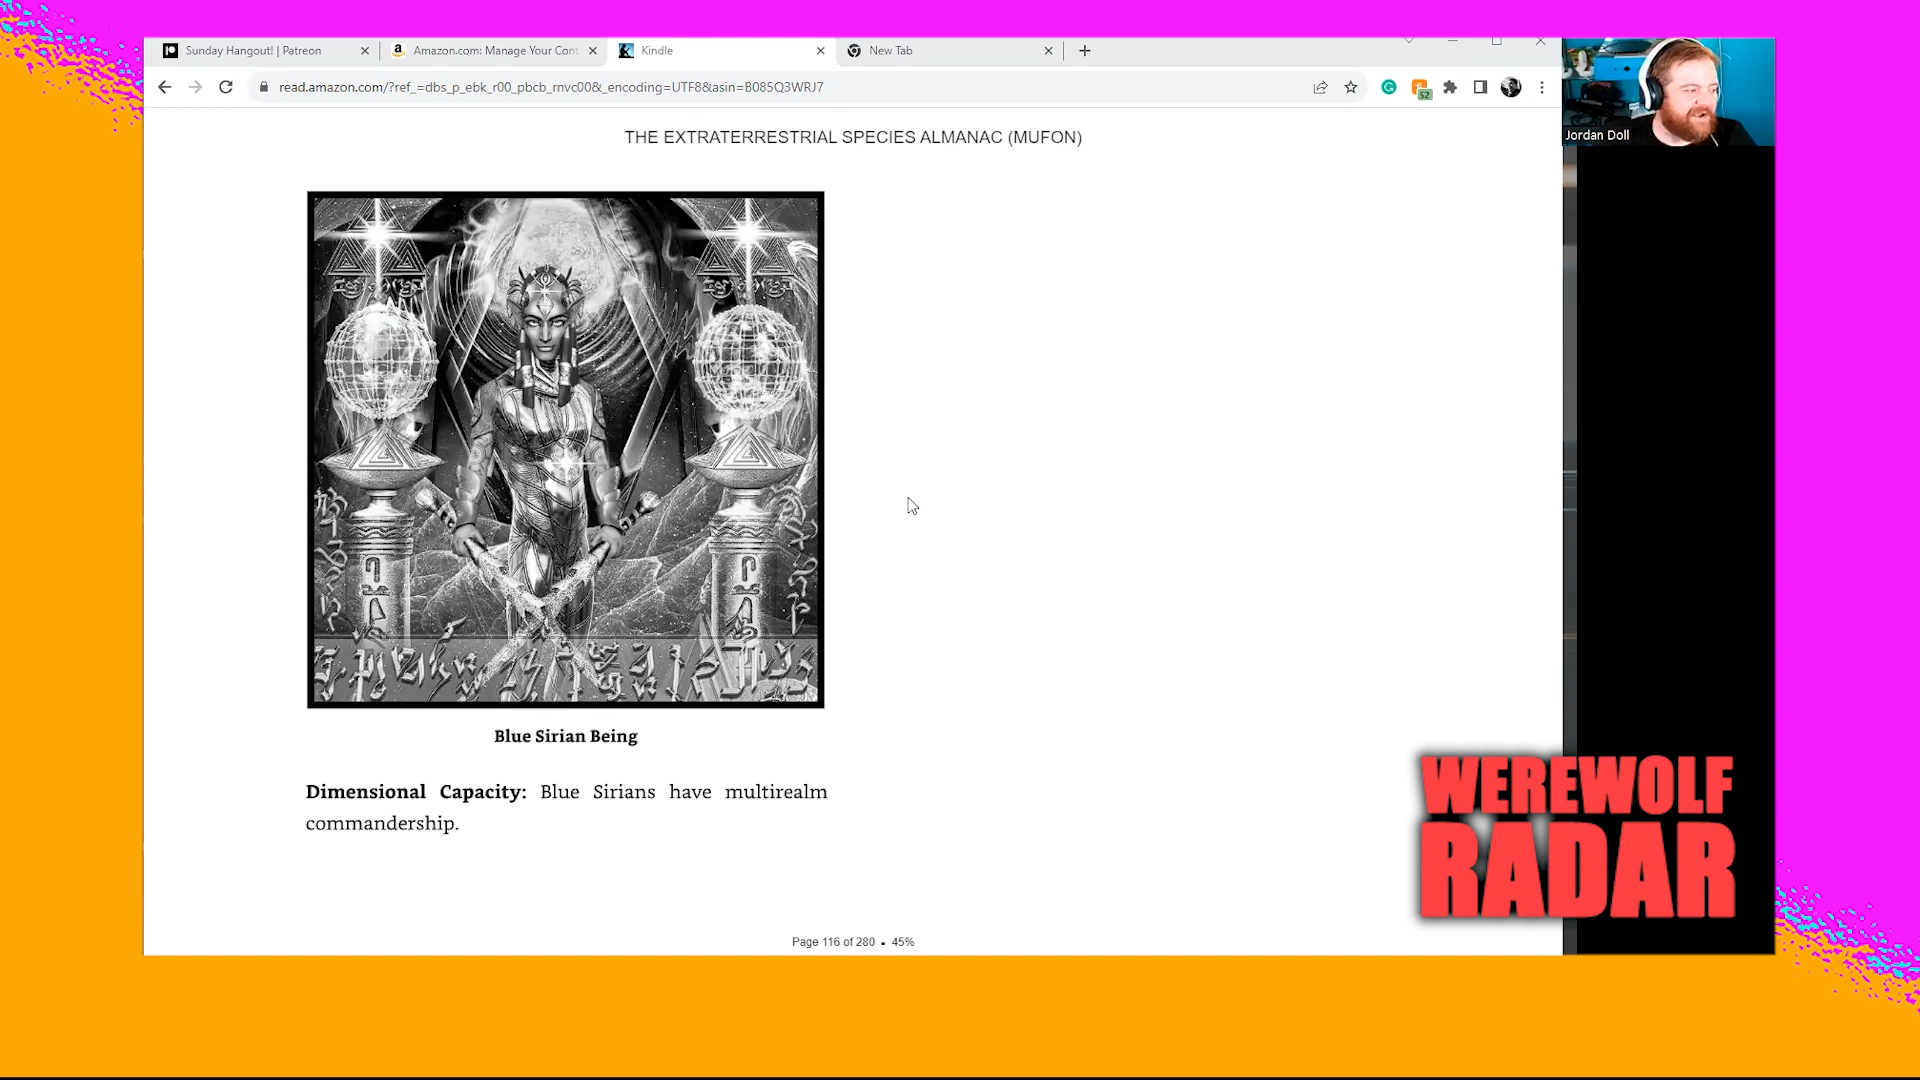 Sunday Hangout! | Patreon
Amazon.com: Manage Your Cont
Kindle
New Tab
read.amazon.com/?ref_=dbs_p_ebk_r00_pbcb_rnvc00&_encoding=UTF8&asin=B085Q3WRJ7
52
Jordan Doll
THE EXTRATERRESTRIAL SPECIES ALMANAC (MUFON)
Blue Sirian Being
Dimensional Capacity: Blue Sirians have multirealm
commandership.
WEREWOLF
RADAR
Page 116 of 280 • 45%